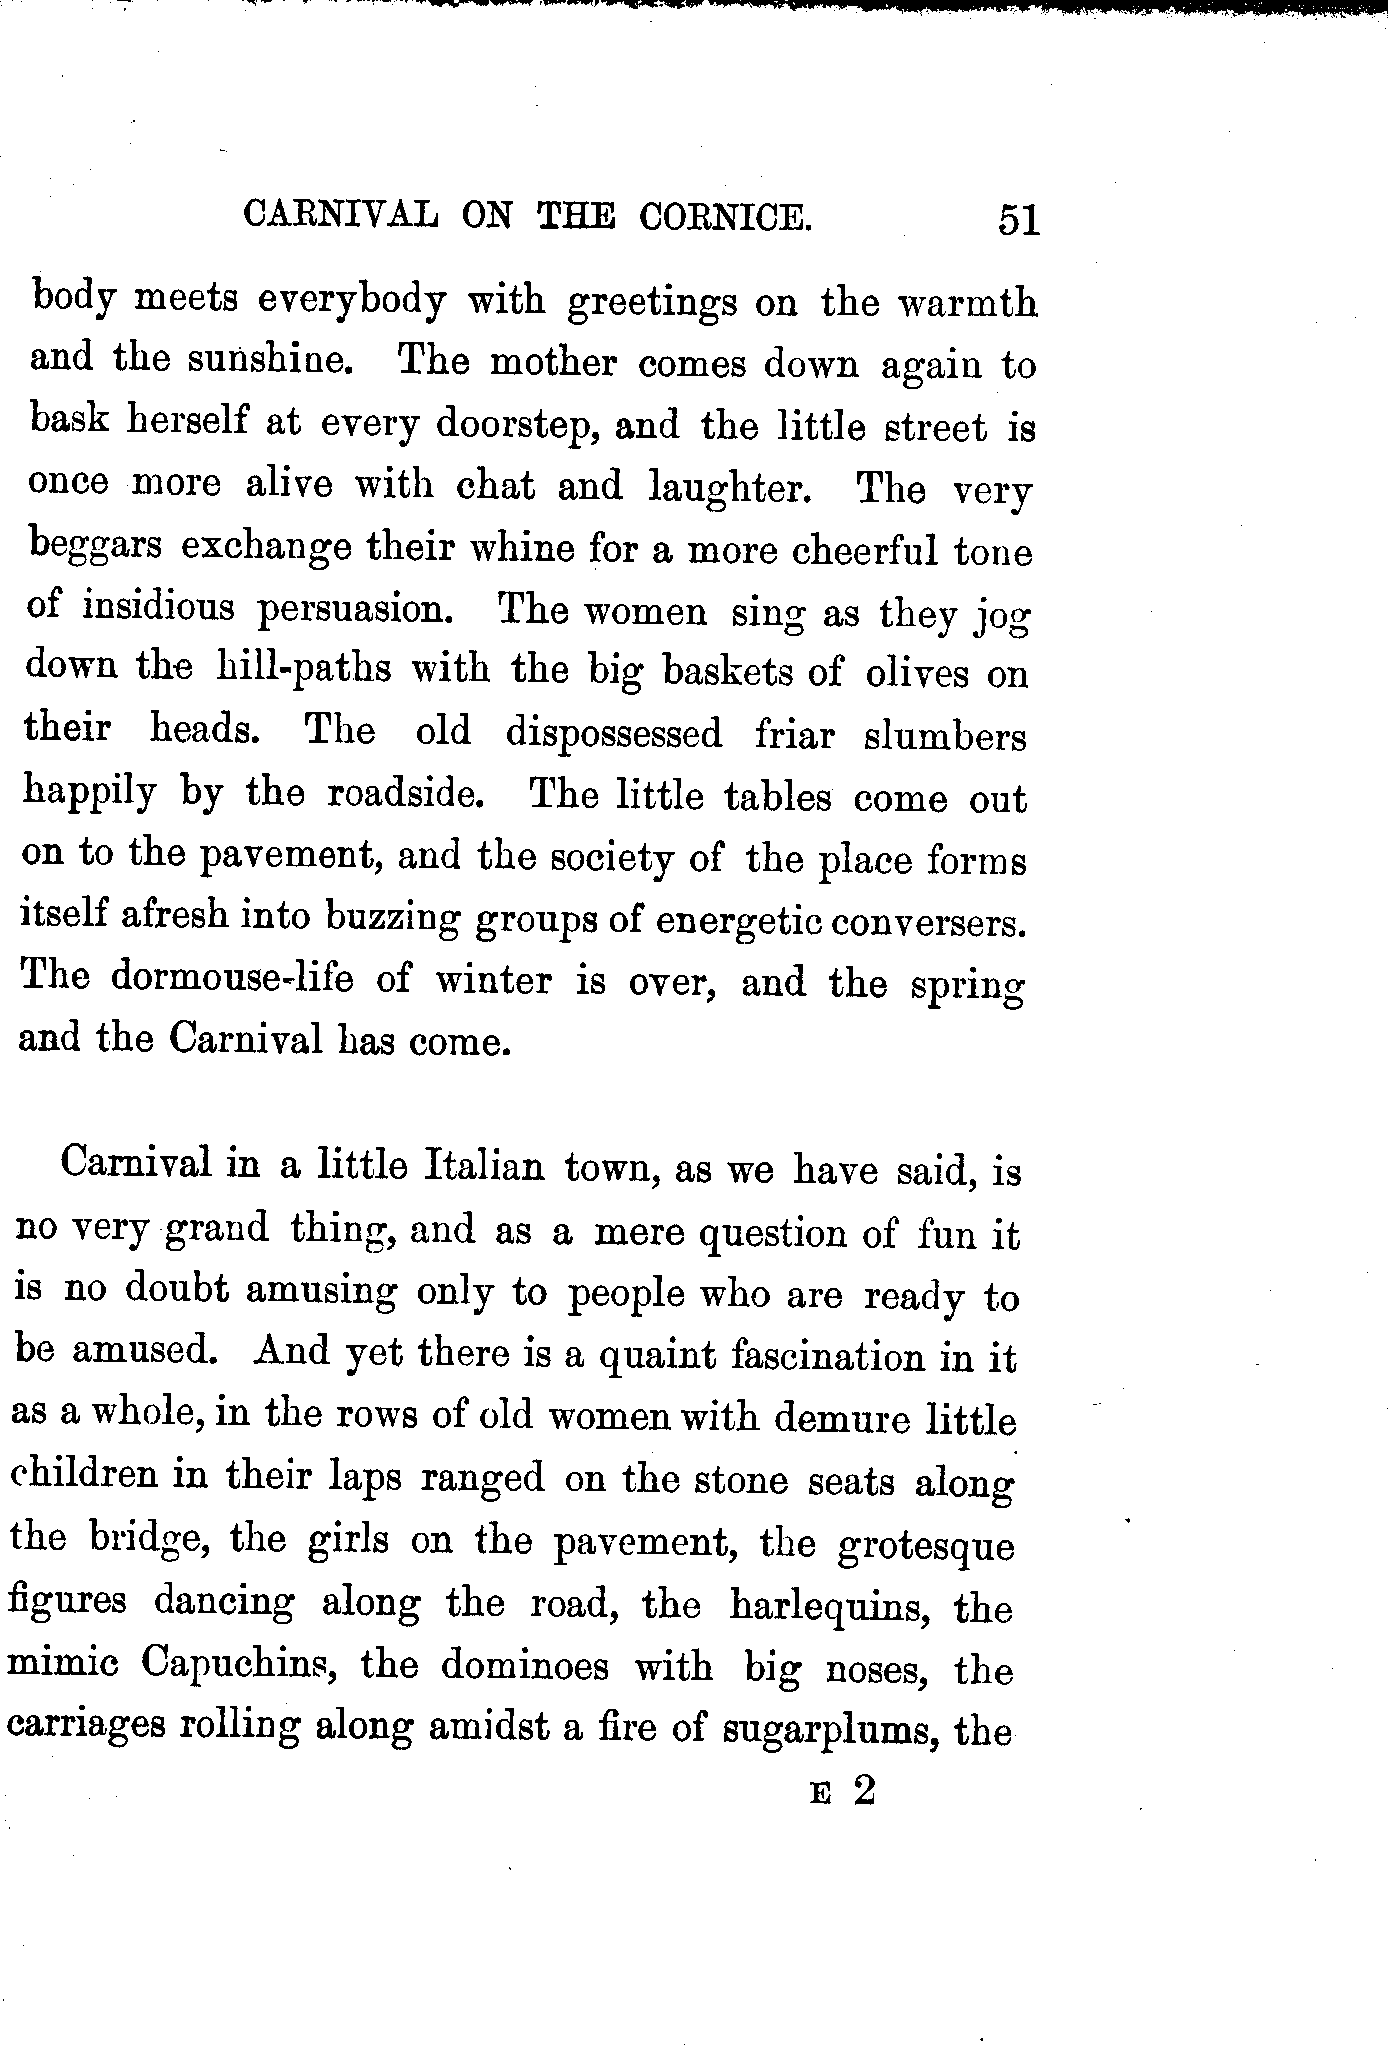 CARNIVAL ON THE CORNICE. 51
body meets everybody with greetings on the warmth
and the sunshine. The mother comes down again to
bask herself at every doorstep, and the little street is
once more alive with chat and laughter. The very
beggars exchange their whine for a more cheerful tone
of insidious persuasion. The women sing as they jog
down the hill-paths with the big baskets of olives on
their heads. The old dispossessed friar slumbers
happily by the roadside. The little tables come out
on to the pavement, and the society of the place forms
itself afresh into buzzing groups of energetic conversers.
The dormouse-life of winter is over, and the spring
and the Carnival has come.
Carnival in a little Italian town, as we have said, is
no very grand thing, and as a mere question of fun it
is no doubt amusing only to people who are ready to
be amused. And yet there is a quaint fascination in it
as a whole, in the rows of old women with demure little
children in their laps ranged on the stone seats along
the bridge, the girls on the pavement, the grotesque
figures dancing along the road, the harlequins, the
mimic Capuchins, the dominoes with big noses, the
carriages rolling along amidst a fire of sugarplums, the
E 2